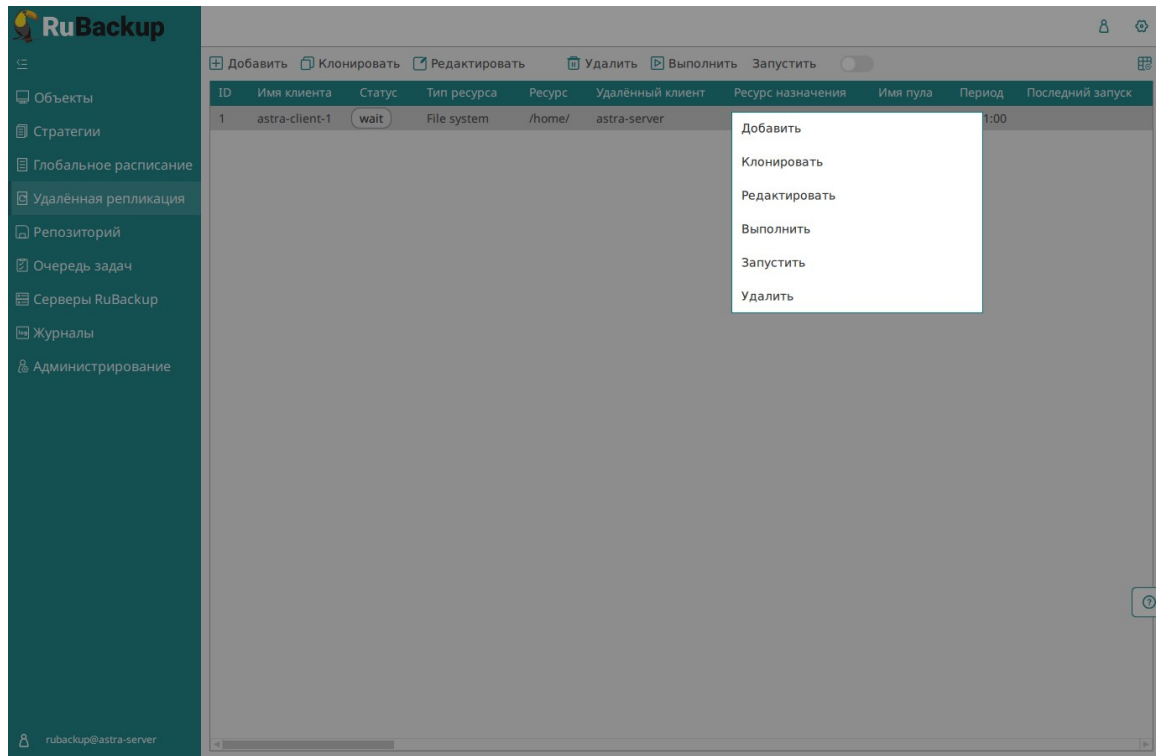 RuBackup
Добавить Клонировать Редактировать Удалить Выполнить Запустить
Объекты
Стратегии
Глобальное расписание
Удалённая репликация
Репозиторий
Очередь задач
Серверы RuBackup
Журналы
Администрирование
rubackup@astra-server
ID Имя клиента Статус Тип ресурса Ресурс Удалённый клиент Ресурс назначения Имя пула Период Последний запуск
1 astra-client-1 wait File system /home/ astra-server 1:00
Добавить
Клонировать
Редактировать
Выполнить
Запустить
Удалить